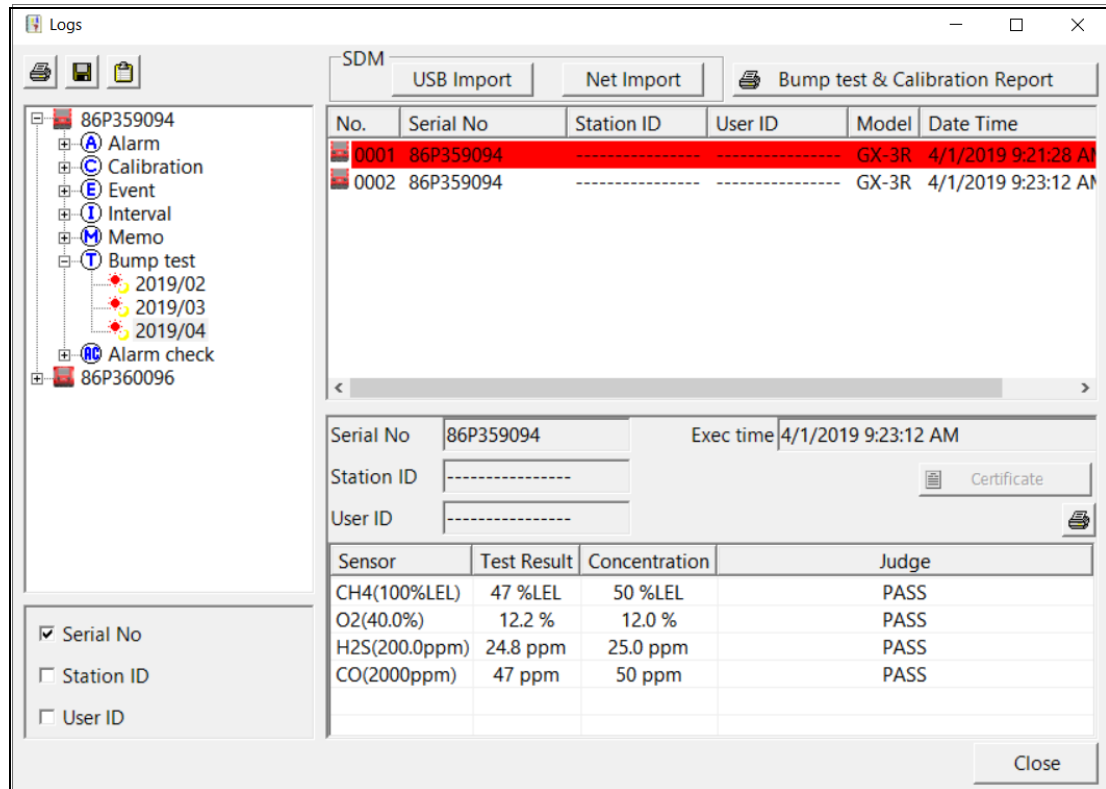 Logs
SDM
USB Import
Net Import
Bump test & Calibration Report
86P359094
A Alarm
C Calibration
E Event
I Interval
M Memo
T Bump test
2019/02
2019/03
2019/04
AC Alarm check
86P360096
No. Serial No Station ID User ID Model Date Time
0001 86P359094 ---------------- ---------------- GX-3R 4/1/2019 9:21:28 AM
0002 86P359094 ---------------- ---------------- GX-3R 4/1/2019 9:23:12 AM
Serial No 86P359094 Exec time 4/1/2019 9:23:12 AM
Station ID ----------------
Certificate
User ID ----------------
Sensor Test Result Concentration Judge
CH4(100%LEL) 47 %LEL 50 %LEL PASS
O2(40.0%) 12.2 % 12.0 % PASS
H2S(200.0ppm) 24.8 ppm 25.0 ppm PASS
CO(2000ppm) 47 ppm 50 ppm PASS
Serial No
Station ID
User ID
Close